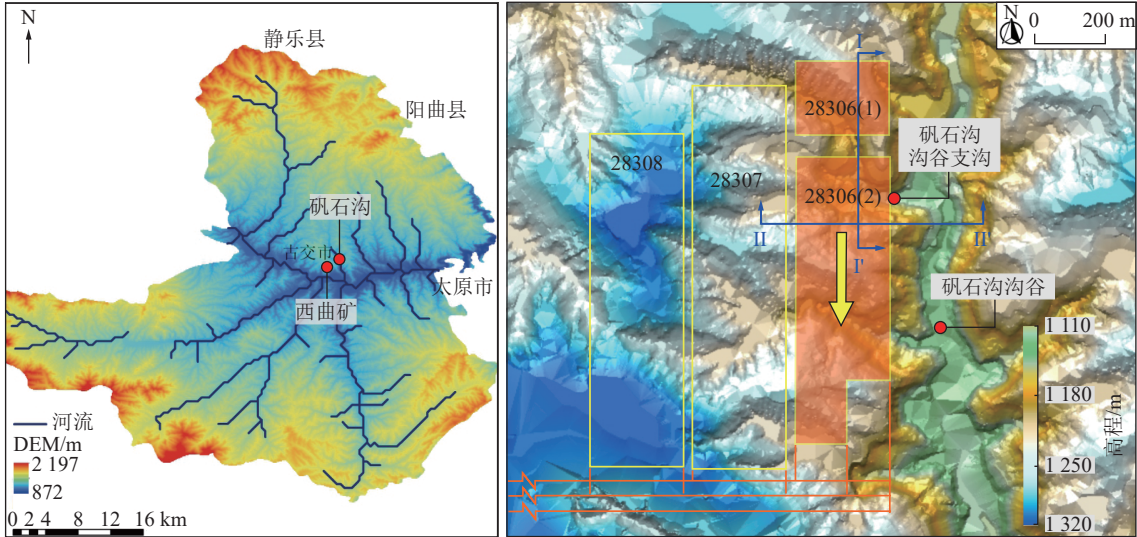 N
静乐县
阳曲县
矾石沟
古交市
太原市
西曲矿
河流
DEM/m
2 197
872
0 2 4 8 12 16 km
N
0 200 m
I
28306(1)
矾石沟
沟谷支沟
28308
28307
28306(2)
II
II
I'
矾石沟沟谷
1 110
1 180
1 250
1 320
高程/m